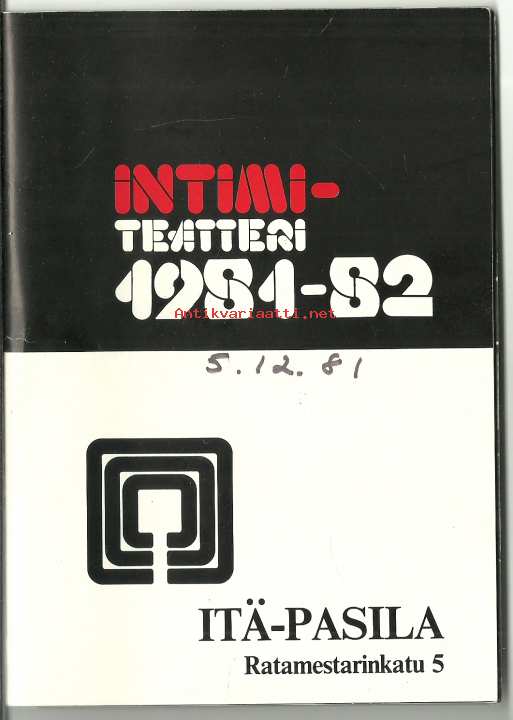 INTIMI-
TEATTERI
1981-82
Antikvariaatti.net
5.12.81
ITÄ-PASILA
Ratamestarinkatu 5